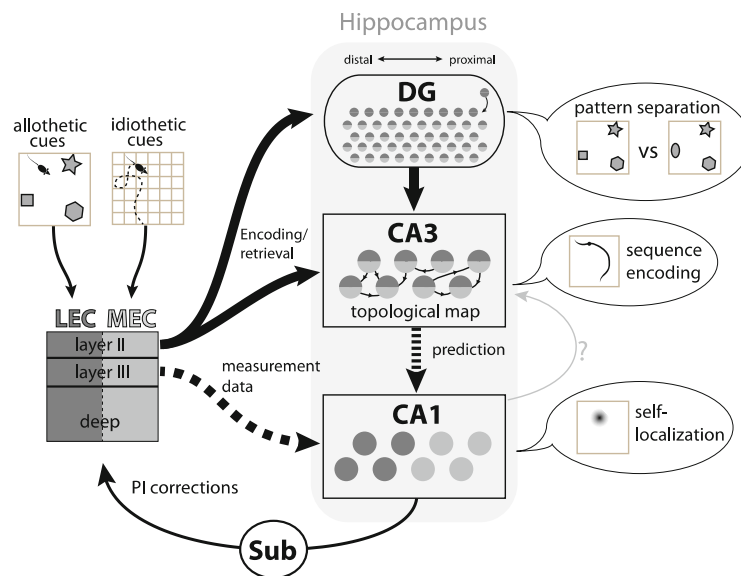 Hippocampus
distal
proximal
DG
allothetic
cues
idiothetic
cues
pattern separation
vs
Encoding/
retrieval
CA3
topological map
sequence
encoding
LEC MEC
layer II
layer III
deep
measurement
data
prediction
?
CA1
self-
localization
PI corrections
Sub